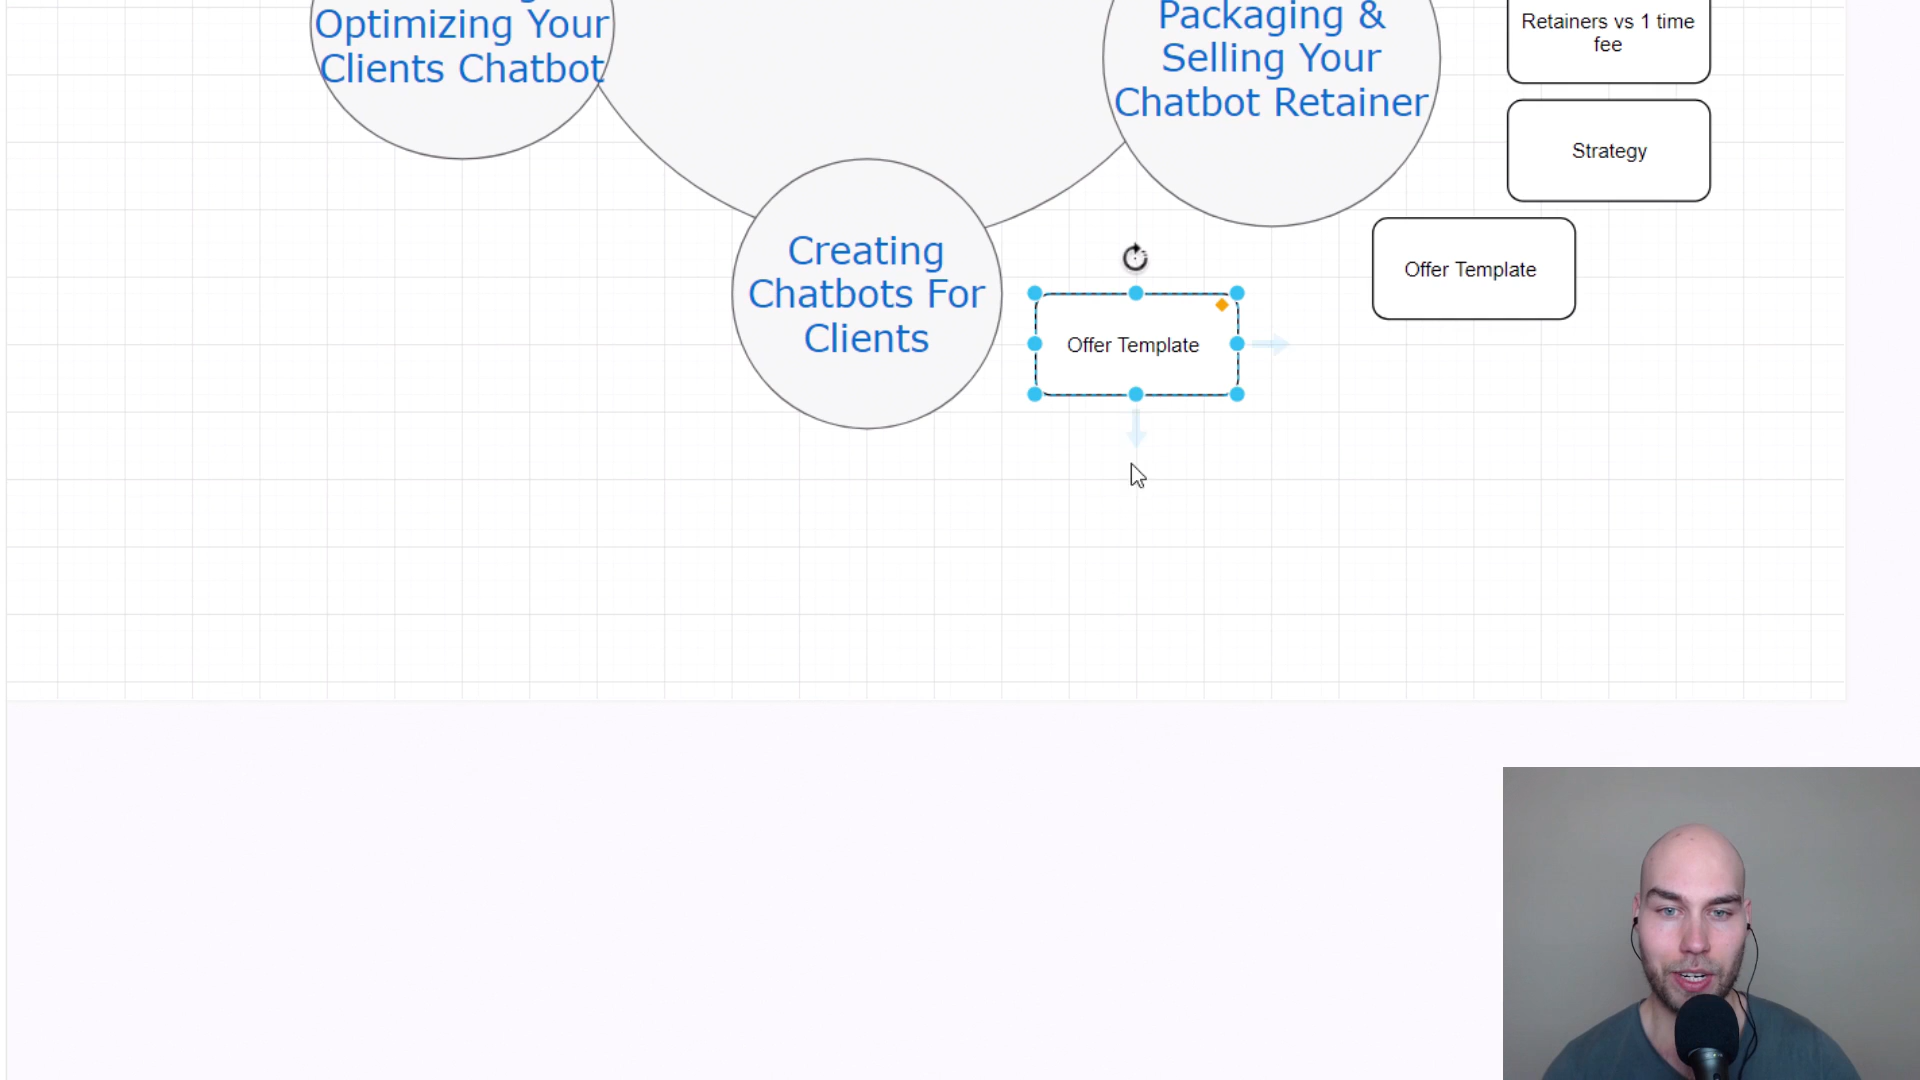 Optimizing Your
Clients Chatbot
Packaging &
Selling Your
Chatbot Retainer
Retainers vs 1 time
fee
Strategy
Creating
Chatbots For
Clients
Offer Template
Offer Template